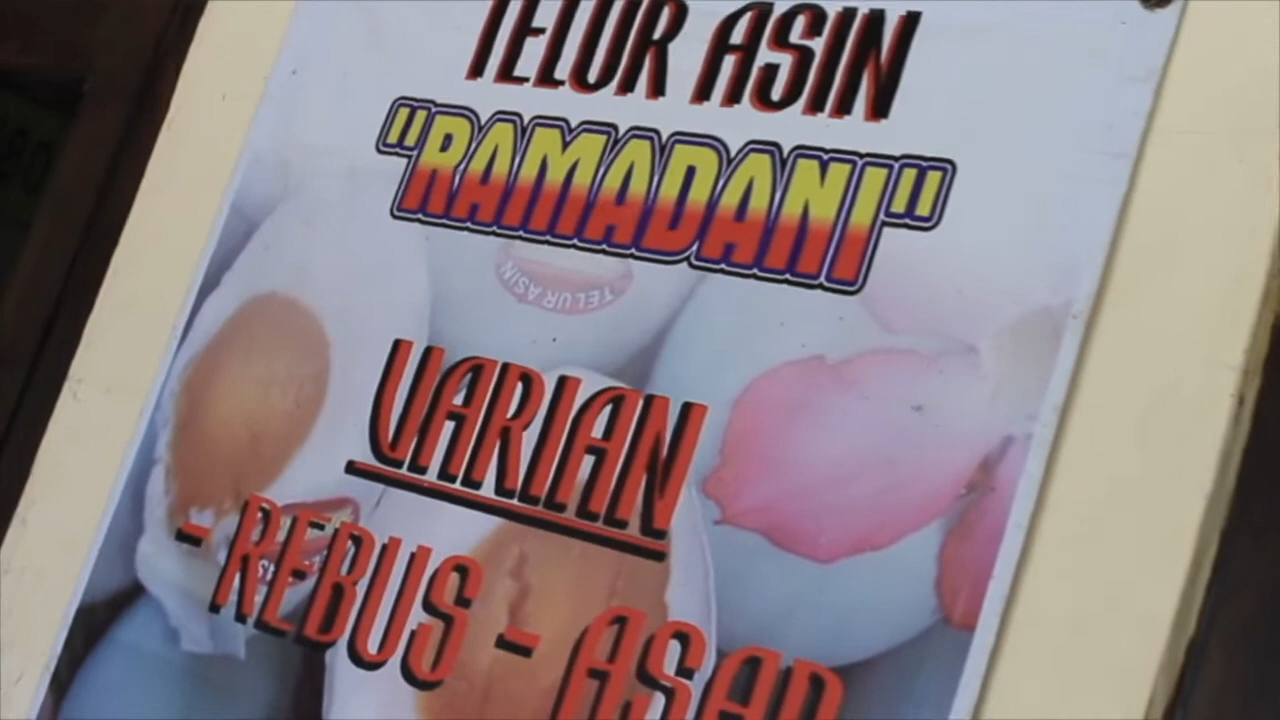 TELUR ASIN
"RAMADANI"
TELUR ASIN
VARIAN
- REBUS - ASAP